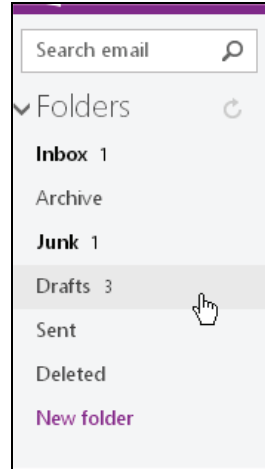 Search email
Folders
Inbox 1
Archive
Junk 1
Drafts 3
Sent
Deleted
New folder